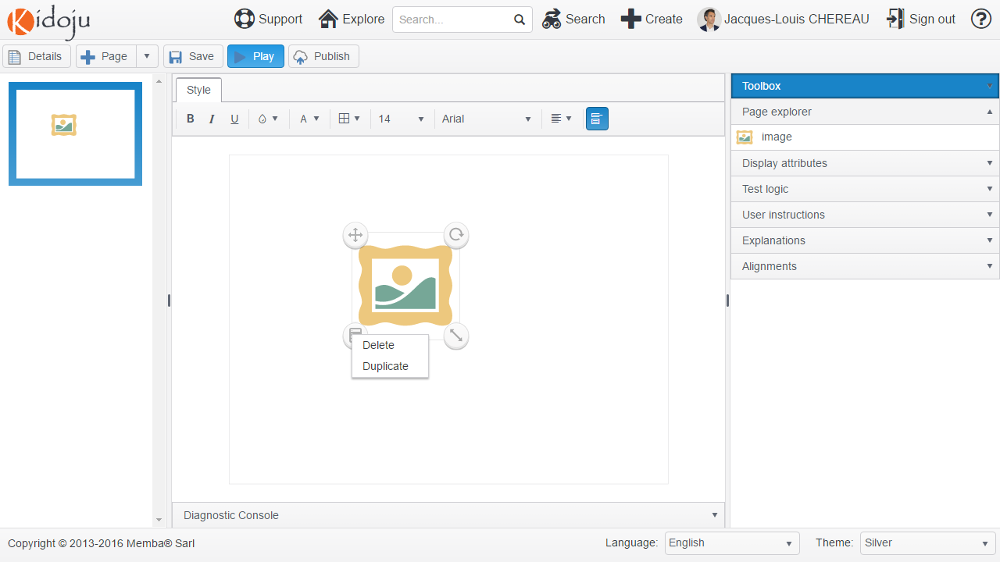 Kidoju Support Explore Search... Search Create Jacques-Louis CHEREAU Sign out
Details Page Save Play Publish
Style
B I U A 14 Arial
Toolbox
Page explorer
image
Display attributes
Test logic
User instructions
Explanations
Alignments
Delete
Duplicate
Diagnostic Console
Copyright © 2013-2016 Memba® Sarl Language: English Theme: Silver